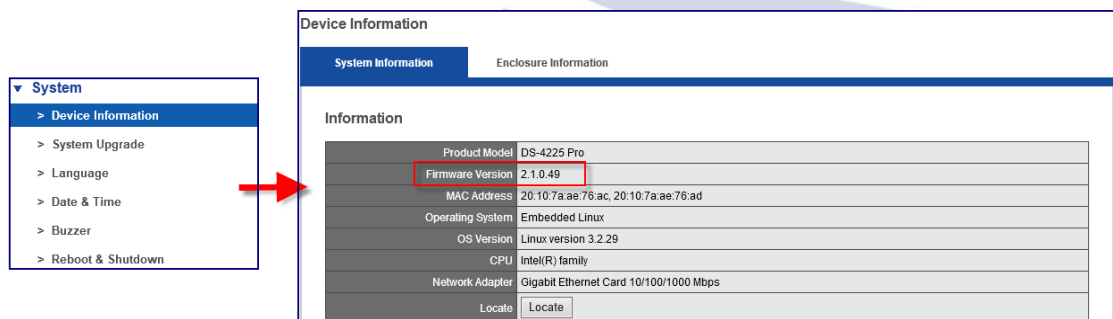 System
> Device Information
> System Upgrade
> Language
> Date & Time
> Buzzer
> Reboot & Shutdown
Device Information
System Information Enclosure Information
Information
Product Model DS-4225 Pro
Firmware Version 2.1.0.49
MAC Address 20:10:7a:ae:76:ac, 20:10:7a:ae:76:ad
Operating System Embedded Linux
OS Version Linux version 3.2.29
CPU Intel(R) family
Network Adapter Gigabit Ethernet Card 10/100/1000 Mbps
Locate Locate